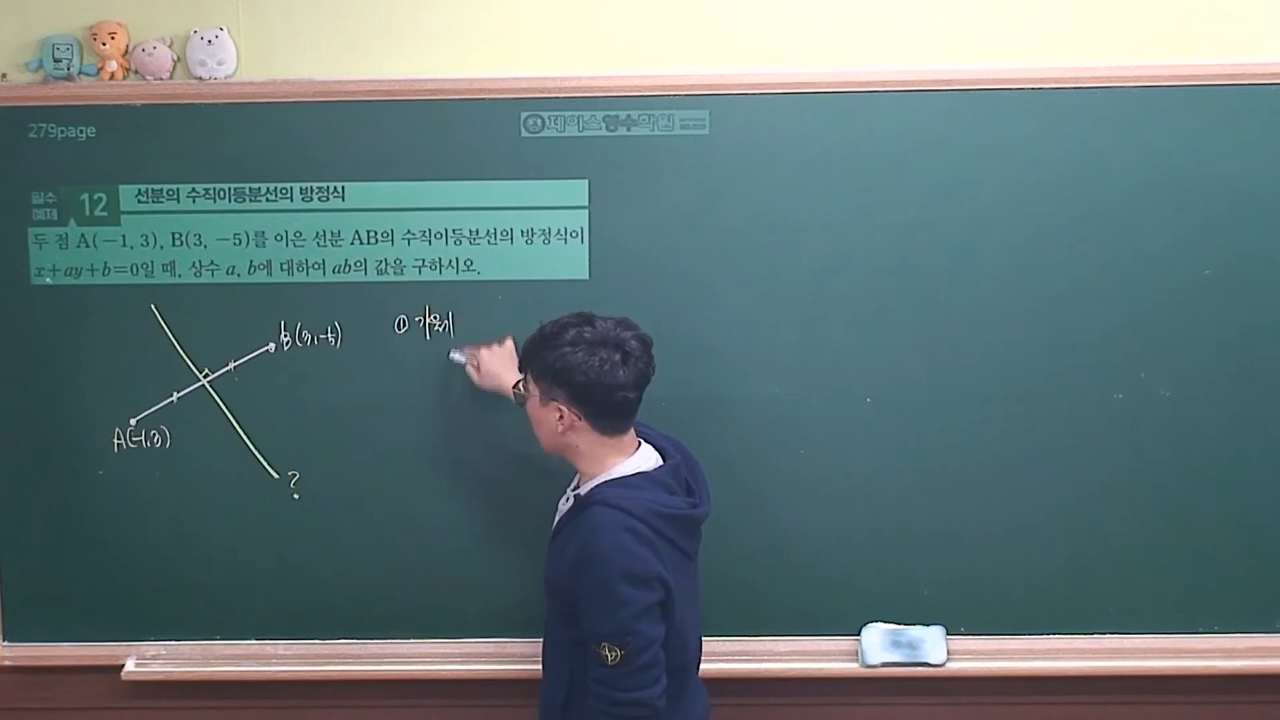 279page
제이스영수학원
필수 예제 12 선분의 수직이등분선의 방정식
두 점 A(−1, 3), B(3, −5)를 이은 선분 AB의 수직이등분선의 방정식이
x+ay+b=0일 때, 상수 a, b에 대하여 ab의 값을 구하시오.
① 기울기
B(3,-5)
A(-1,3)
?